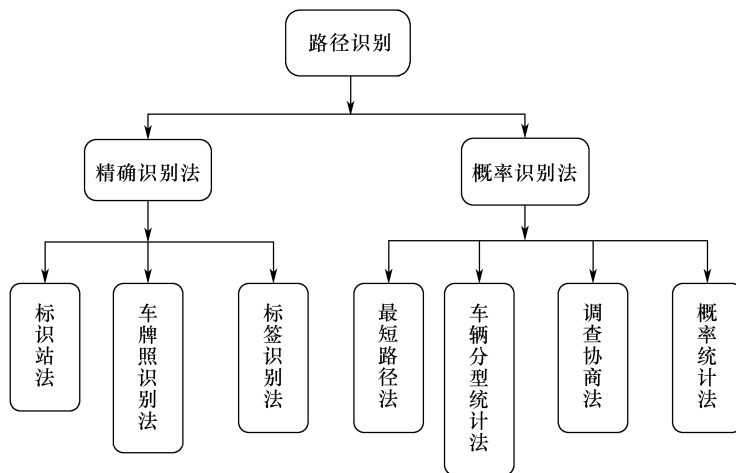 路径识别
精确识别法
概率识别法
标识站法
车牌照识别法
标签识别法
最短路径法
车辆分型统计法
调查协商法
概率统计法